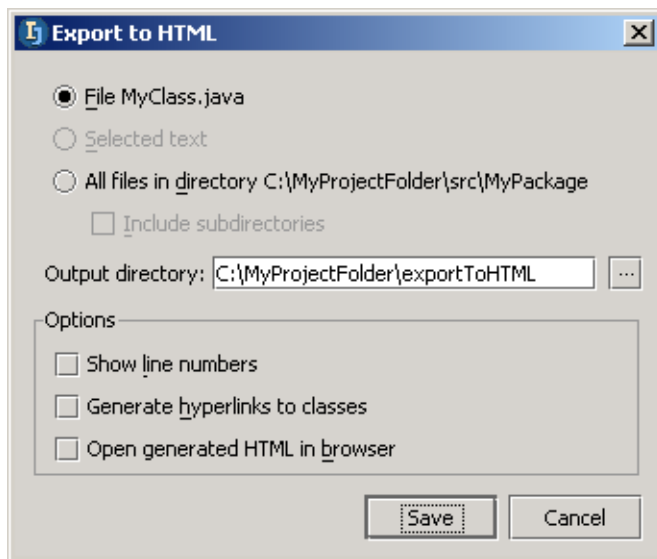 Export to HTML
File MyClass.java
Selected text
All files in directory C:\MyProjectFolder\src\MyPackage
Include subdirectories
Output directory: C:\MyProjectFolder\exportToHTML ...
Options
Show line numbers
Generate hyperlinks to classes
Open generated HTML in browser
Save Cancel